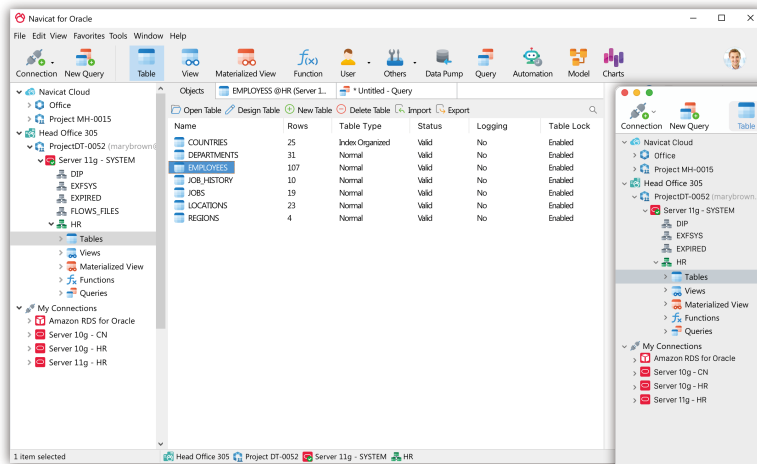 Navicat for Oracle
File Edit View Favorites Tools Window Help
Connection New Query Table View Materialized View Function User Others Data Pump Query Automation Model Charts
Navicat Cloud
Office
Project MH-0015
Head Office 305
ProjectDT-0052 (marybrown@
Server 11g - SYSTEM
DIP
EXFSYS
EXPIRED
FLOWS_FILES
HR
Tables
Views
Materialized View
Functions
Queries
My Connections
Amazon RDS for Oracle
Server 10g - CN
Server 10g - HR
Server 11g - HR
Objects EMPLOYESS @HR (Server 1... * Untitled - Query
Open Table Design Table New Table Delete Table Import Export
Name Rows Table Type Status Logging Table Lock
COUNTRIES 25 Index Organized Valid No Enabled
DEPARTMENTS 31 Normal Valid No Enabled
EMPLOYEES 107 Normal Valid No Enabled
JOB_HISTORY 10 Normal Valid No Enabled
JOBS 19 Normal Valid No Enabled
LOCATIONS 23 Normal Valid No Enabled
REGIONS 4 Normal Valid No Enabled
1 item selected Head Office 305 Project DT-0052 Server 11g - SYSTEM HR
Connection New Query Table
Navicat Cloud
Office
Project MH-0015
Head Office 305
ProjectDT-0052 (marybrown.
Server 11g - SYSTEM
DIP
EXFSYS
EXPIRED
HR
Tables
Views
Materialized View
Functions
Queries
My Connections
Amazon RDS for Oracle
Server 10g - CN
Server 10g - HR
Server 11g - HR